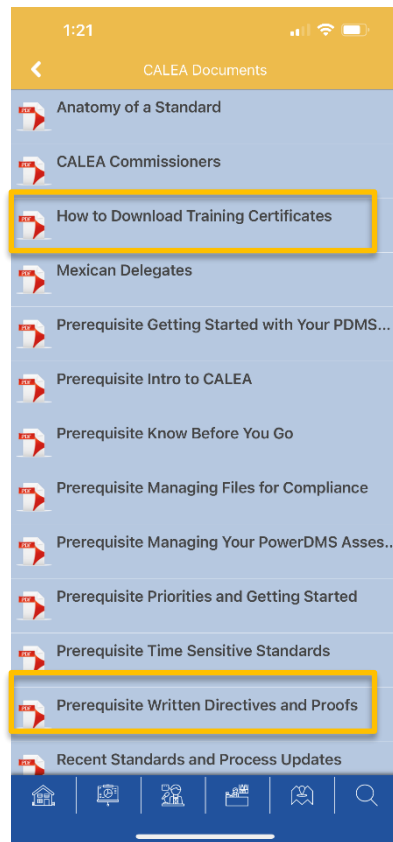 1:21
CALEA Documents
Anatomy of a Standard
CALEA Commissioners
How to Download Training Certificates
Mexican Delegates
Prerequisite Getting Started with Your PDMS...
Prerequisite Intro to CALEA
Prerequisite Know Before You Go
Prerequisite Managing Files for Compliance
Prerequisite Managing Your PowerDMS Asses..
Prerequisite Priorities and Getting Started
Prerequisite Time Sensitive Standards
Prerequisite Written Directives and Proofs
Recent Standards and Process Updates